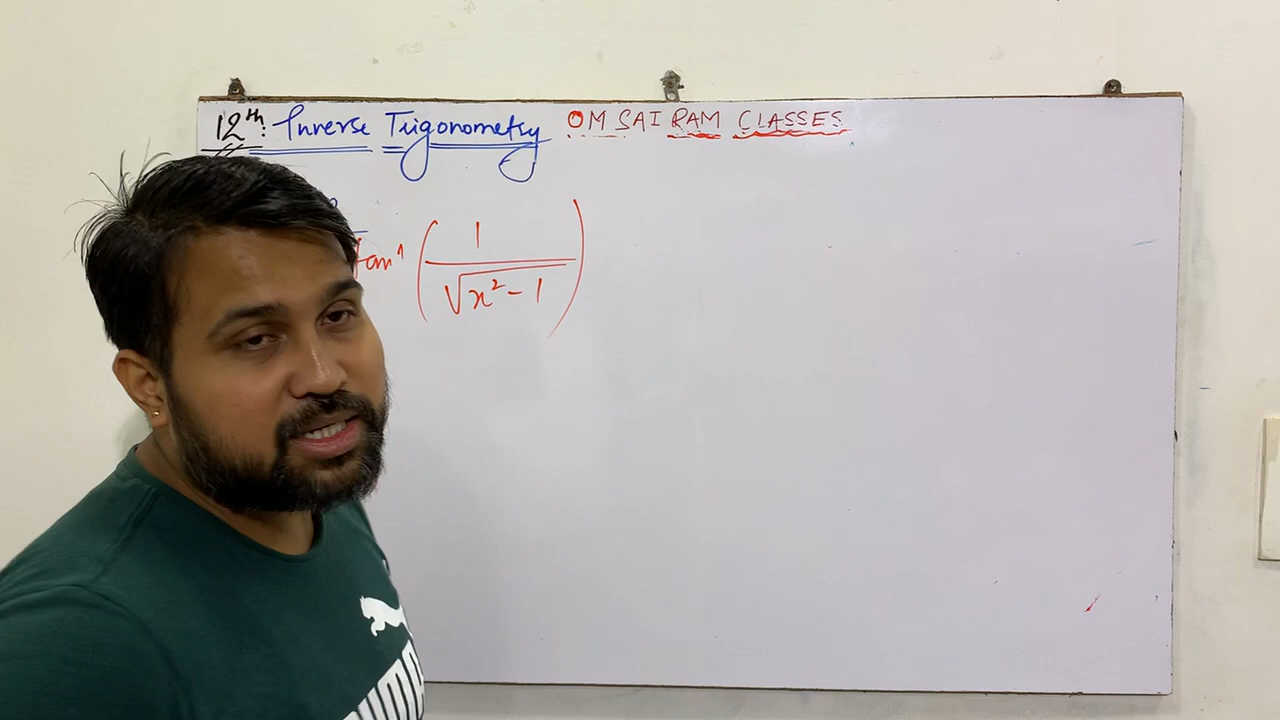 12th: Inverse Trigonometry OM SAI RAM CLASSES
tan⁻¹ (1/√(x² - 1))